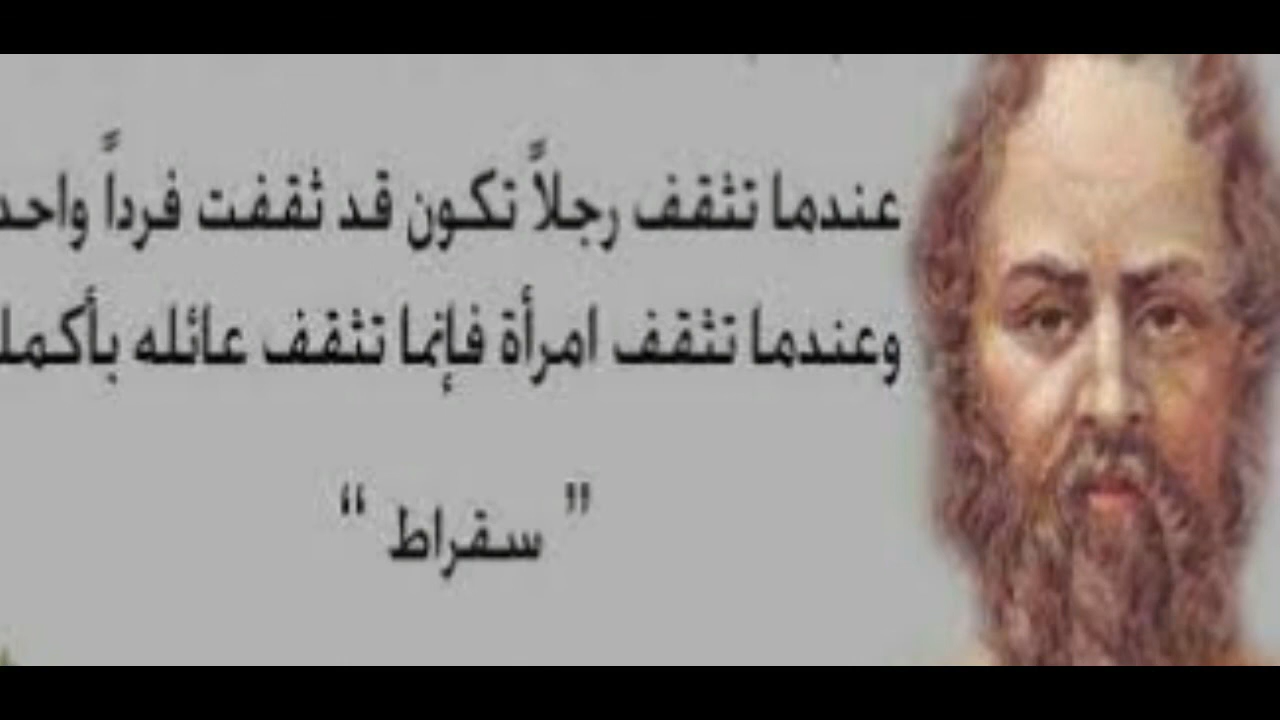 عندما تثقف رجلاً تكون قد ثقفت فرداً واحد
وعندما تثقف امرأة فإنما تثقف عائله بأكمل
" سقراط "